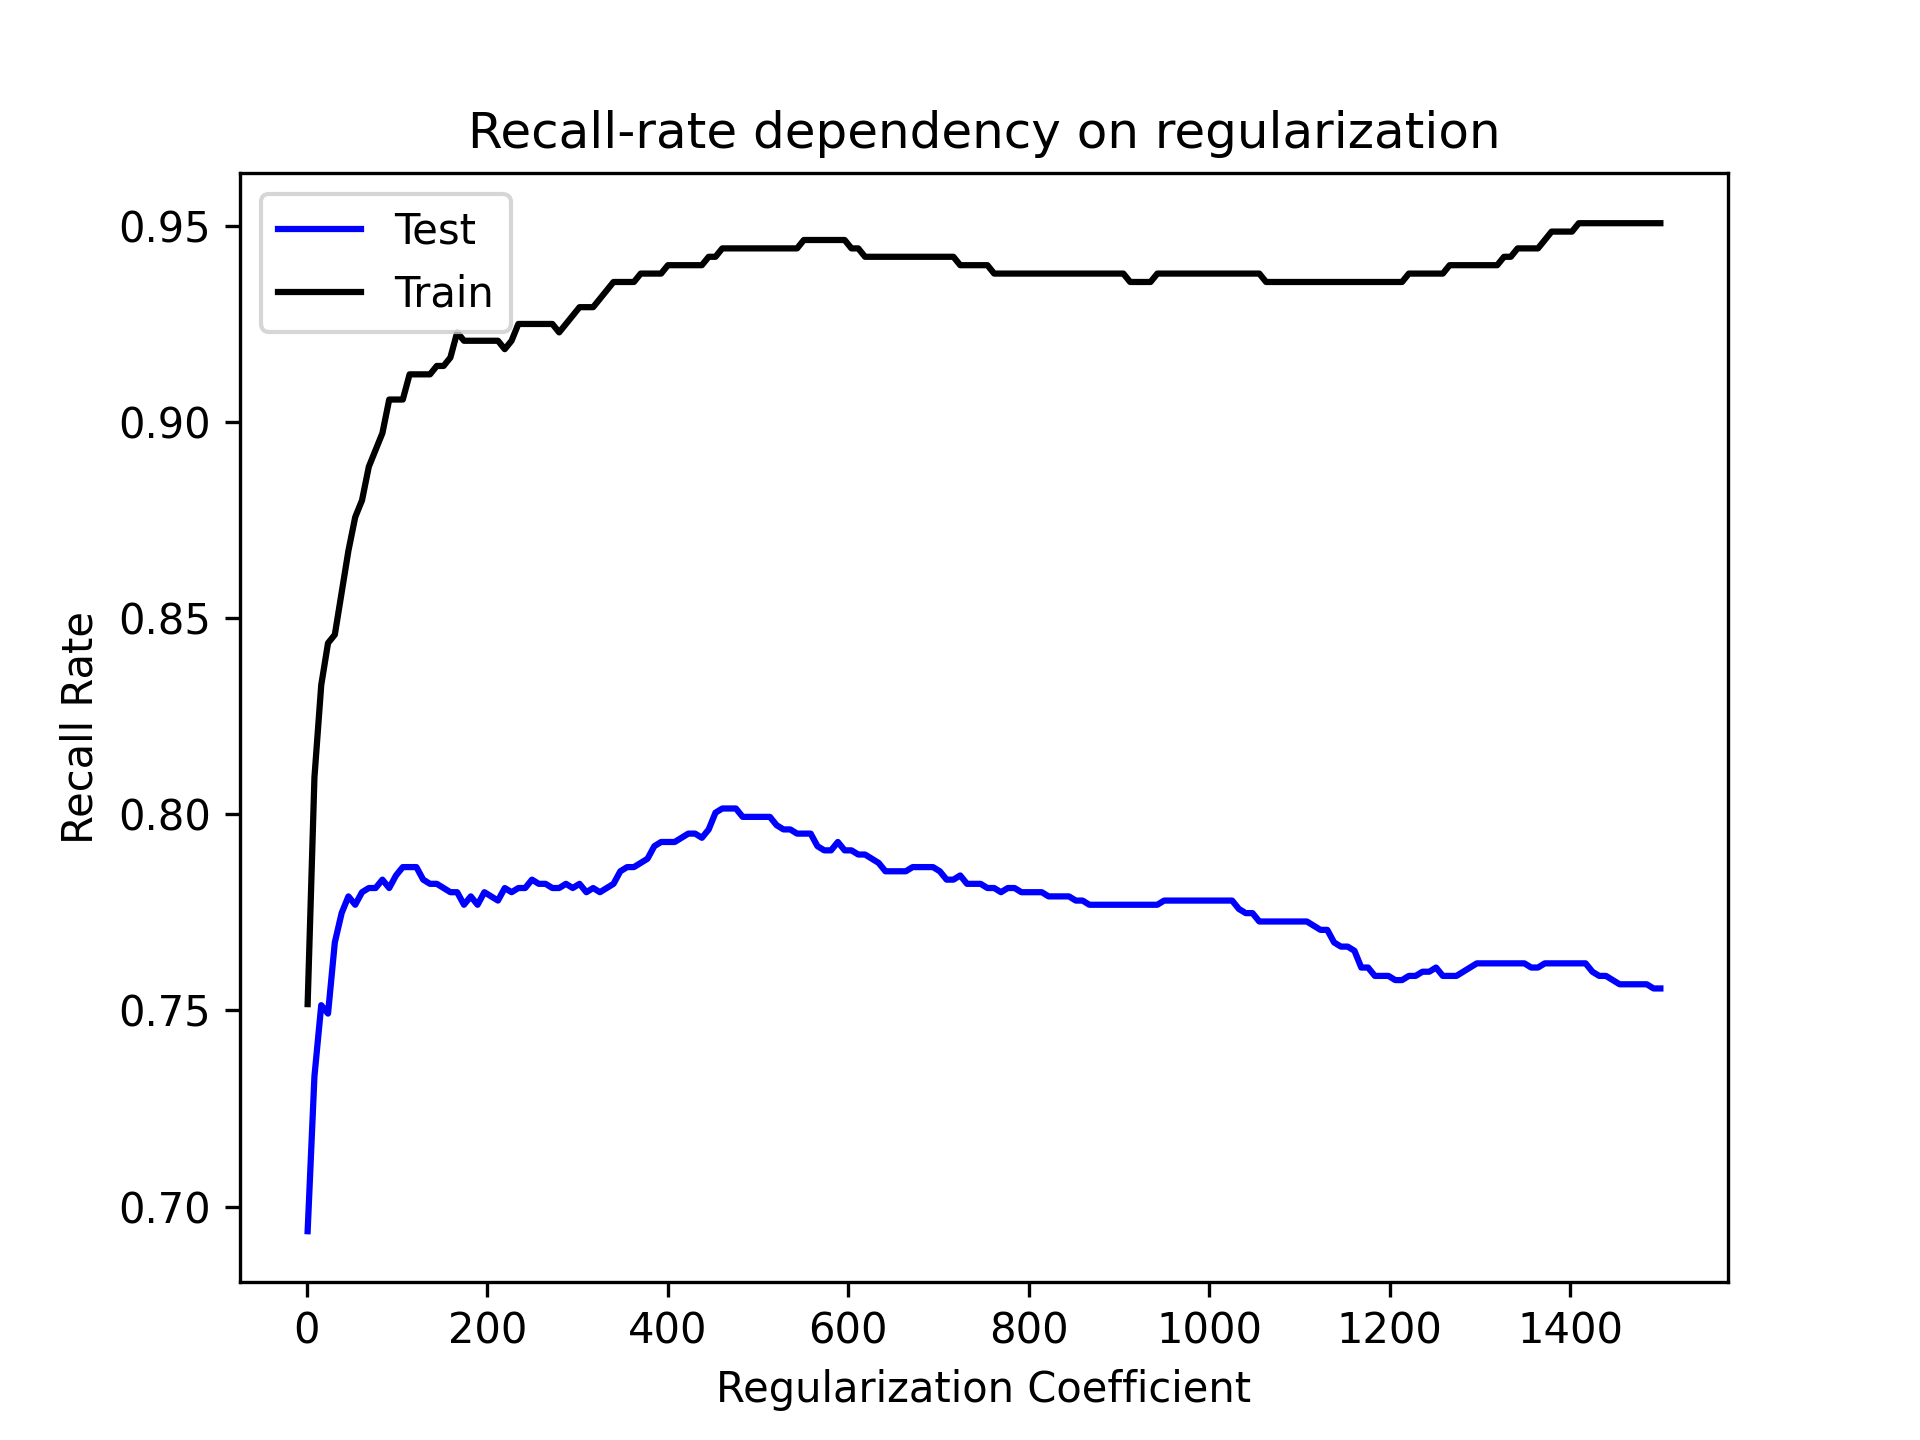 Recall-rate dependency on regularization
Test
Train
0.95
0.90
0.85
0.80
0.75
0.70
Recall Rate
0 200 400 600 800 1000 1200 1400
Regularization Coefficient